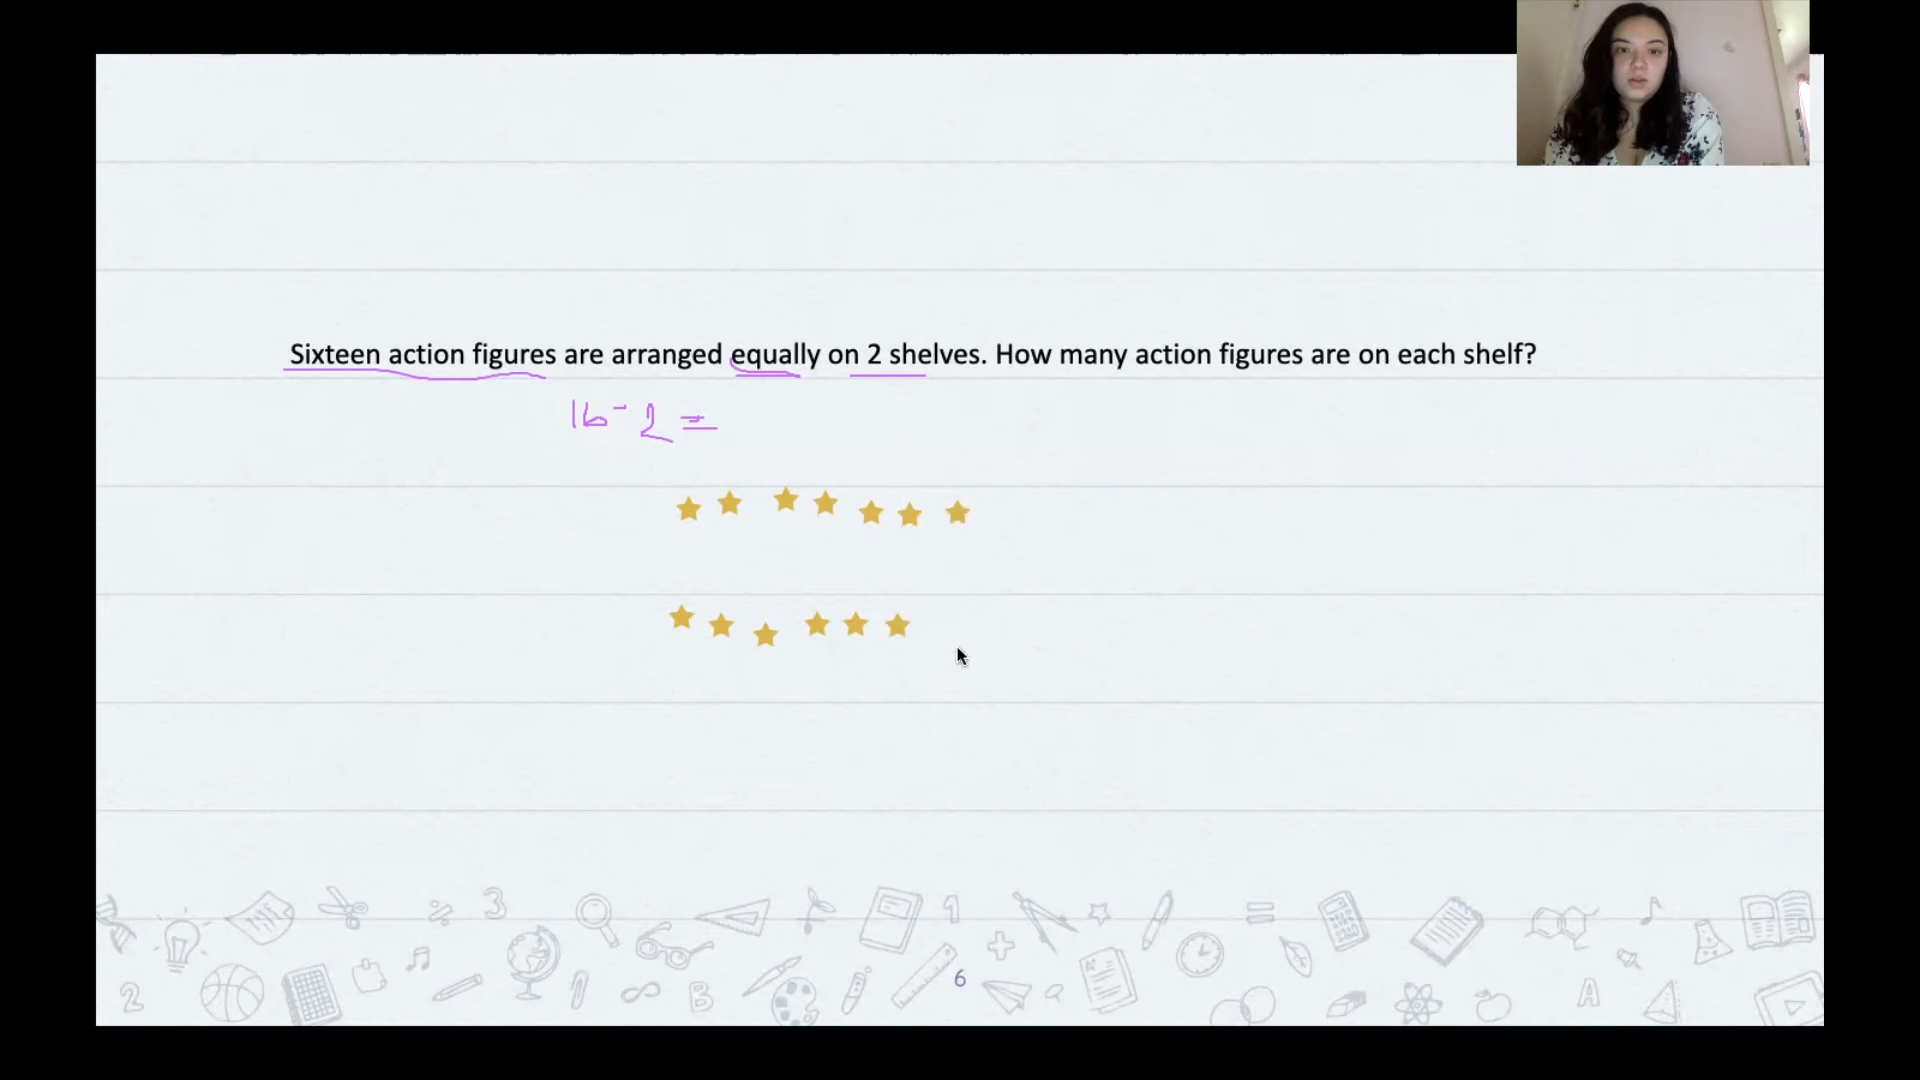 Sixteen action figures are arranged equally on 2 shelves. How many action figures are on each shelf?
16 - 2 =
6